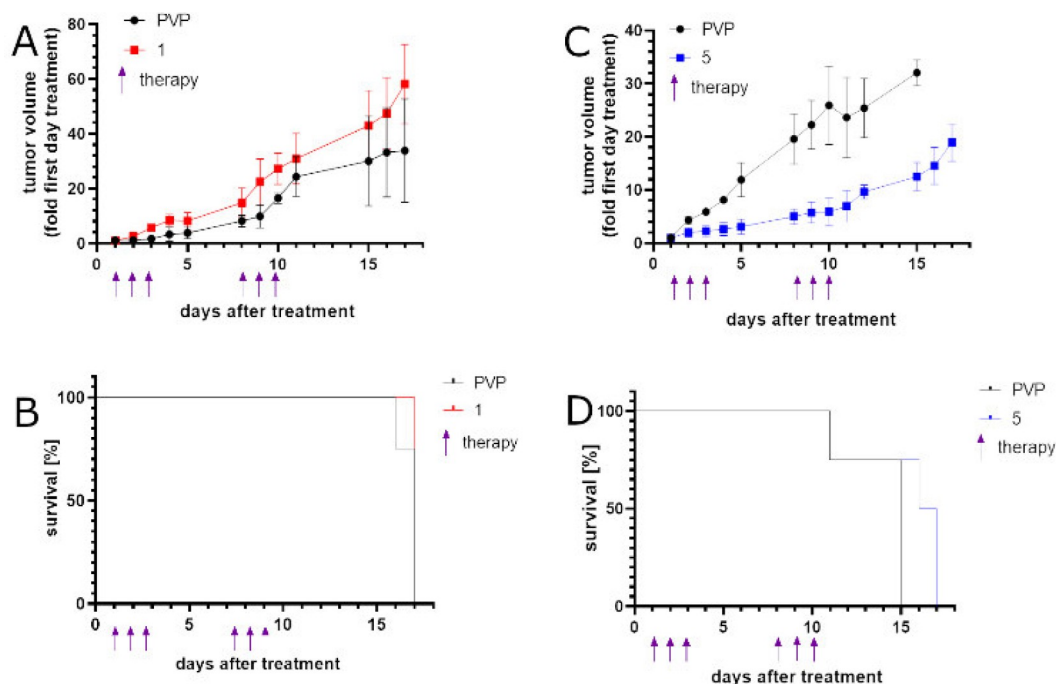 A
PVP
1
therapy
tumor volume
(fold first day treatment)
80
60
40
20
0
0 5 10 15
days after treatment
C
PVP
5
therapy
tumor volume
(fold first day treatment)
40
30
20
10
0
0 5 10 15
days after treatment
B
PVP
1
therapy
survival [%]
100
50
0
0 5 10 15
days after treatment
D
PVP
5
therapy
survival [%]
100
50
0
0 5 10 15
days after treatment